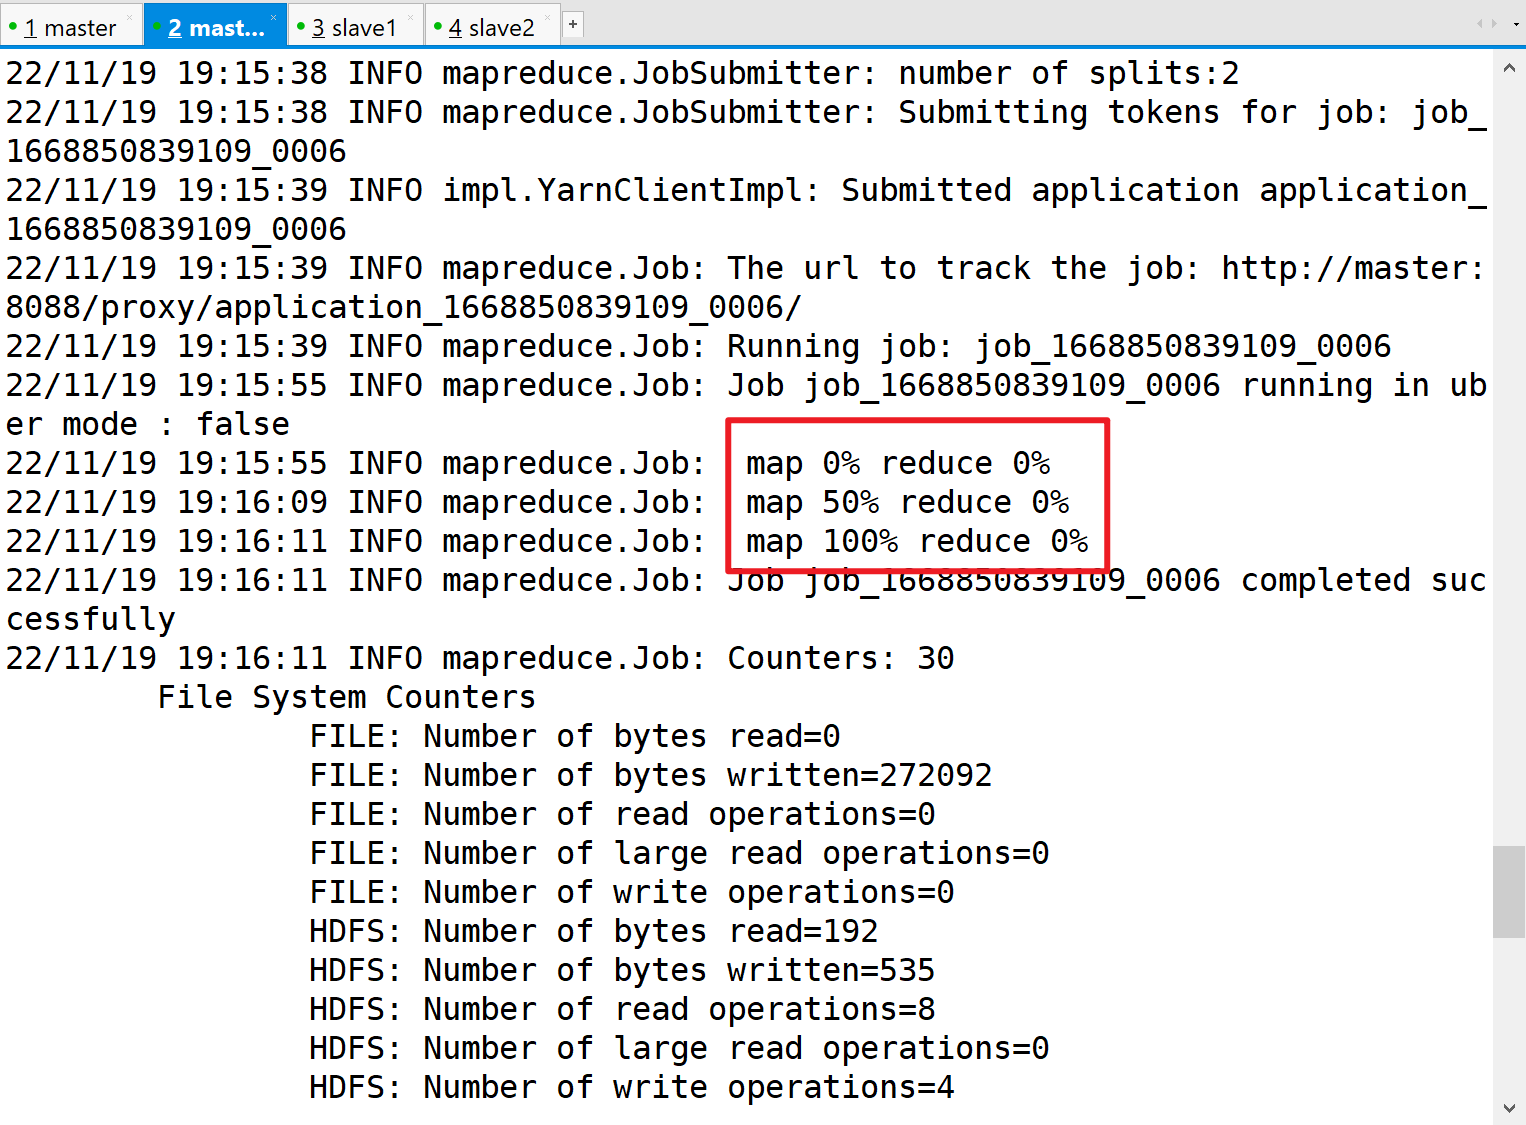 1 master 2 mast... 3 slave1 4 slave2 +
22/11/19 19:15:38 INFO mapreduce.JobSubmitter: number of splits:2
22/11/19 19:15:38 INFO mapreduce.JobSubmitter: Submitting tokens for job: job_
1668850839109_0006
22/11/19 19:15:39 INFO impl.YarnClientImpl: Submitted application application_
1668850839109_0006
22/11/19 19:15:39 INFO mapreduce.Job: The url to track the job: http://master:
8088/proxy/application_1668850839109_0006/
22/11/19 19:15:39 INFO mapreduce.Job: Running job: job_1668850839109_0006
22/11/19 19:15:55 INFO mapreduce.Job: Job job_1668850839109_0006 running in ub
er mode : false
22/11/19 19:15:55 INFO mapreduce.Job:  map 0% reduce 0%
22/11/19 19:16:09 INFO mapreduce.Job:  map 50% reduce 0%
22/11/19 19:16:11 INFO mapreduce.Job:  map 100% reduce 0%
22/11/19 19:16:11 INFO mapreduce.Job: Job job_1668850839109_0006 completed suc
cessfully
22/11/19 19:16:11 INFO mapreduce.Job: Counters: 30
File System Counters
FILE: Number of bytes read=0
FILE: Number of bytes written=272092
FILE: Number of read operations=0
FILE: Number of large read operations=0
FILE: Number of write operations=0
HDFS: Number of bytes read=192
HDFS: Number of bytes written=535
HDFS: Number of read operations=8
HDFS: Number of large read operations=0
HDFS: Number of write operations=4